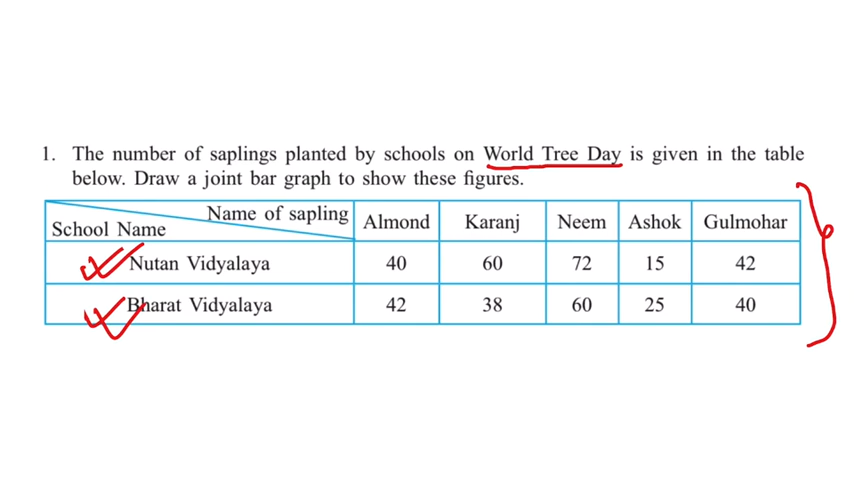 1. The number of saplings planted by schools on World Tree Day is given in the table
below. Draw a joint bar graph to show these figures.
Name of sapling
School Name
Almond Karanj Neem Ashok Gulmohar
Nutan Vidyalaya 40 60 72 15 42
Bharat Vidyalaya 42 38 60 25 40